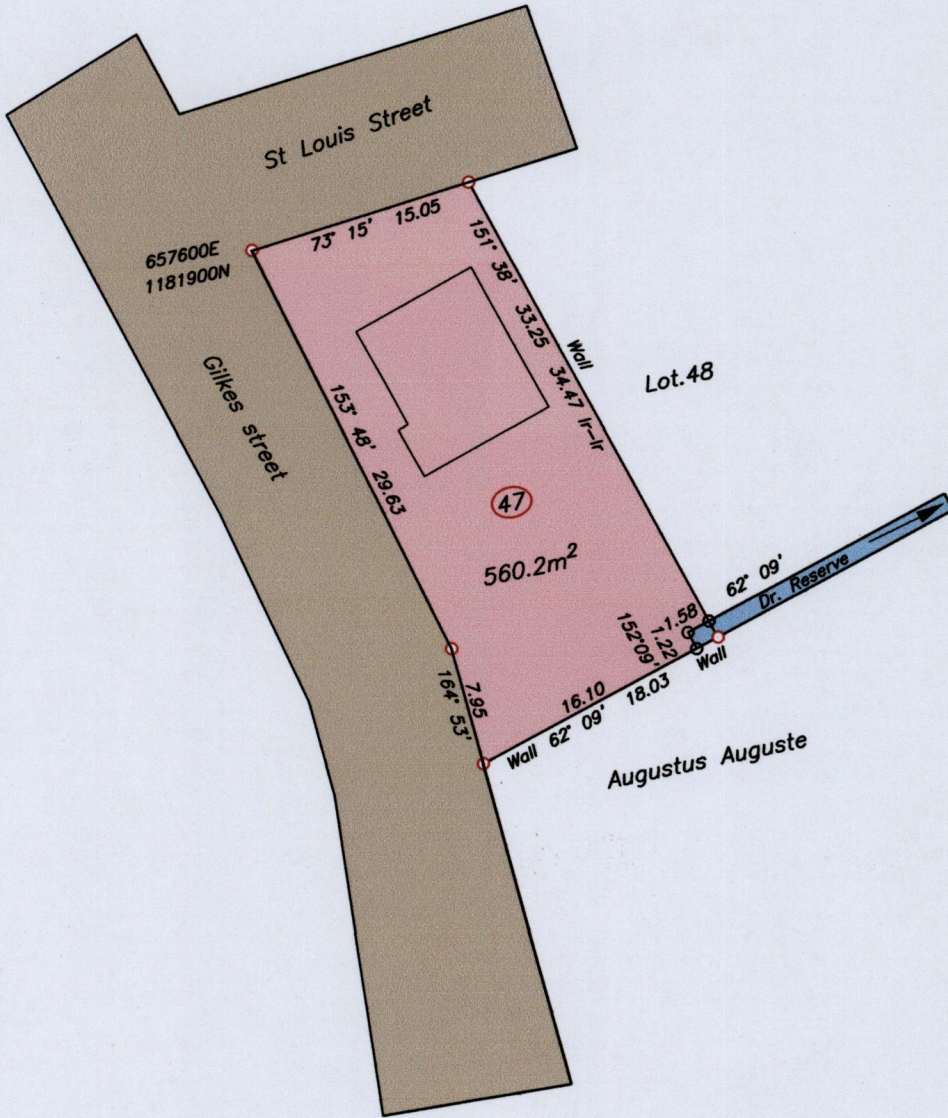 St Louis Street
657600E
1181900N
73° 15' 15.05
151° 38' 33.25
34.47 Ir-Ir
Wall
Lot.48
Gilkes street
153° 48' 29.63
47
560.2m²
62° 09'
Dr. Reserve
1.58
1.22
152°09'
Wall
7.95
164° 53'
16.10
Wall 62° 09' 18.03
Augustus Auguste